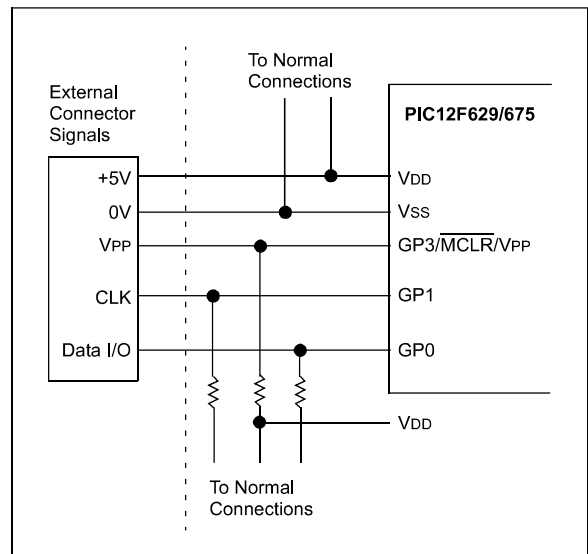 To Normal
Connections
External
Connector
Signals
PIC12F629/675
+5V
VDD
0V
VSS
VPP
GP3/MCLR/VPP
CLK
GP1
Data I/O
GP0
VDD
To Normal
Connections